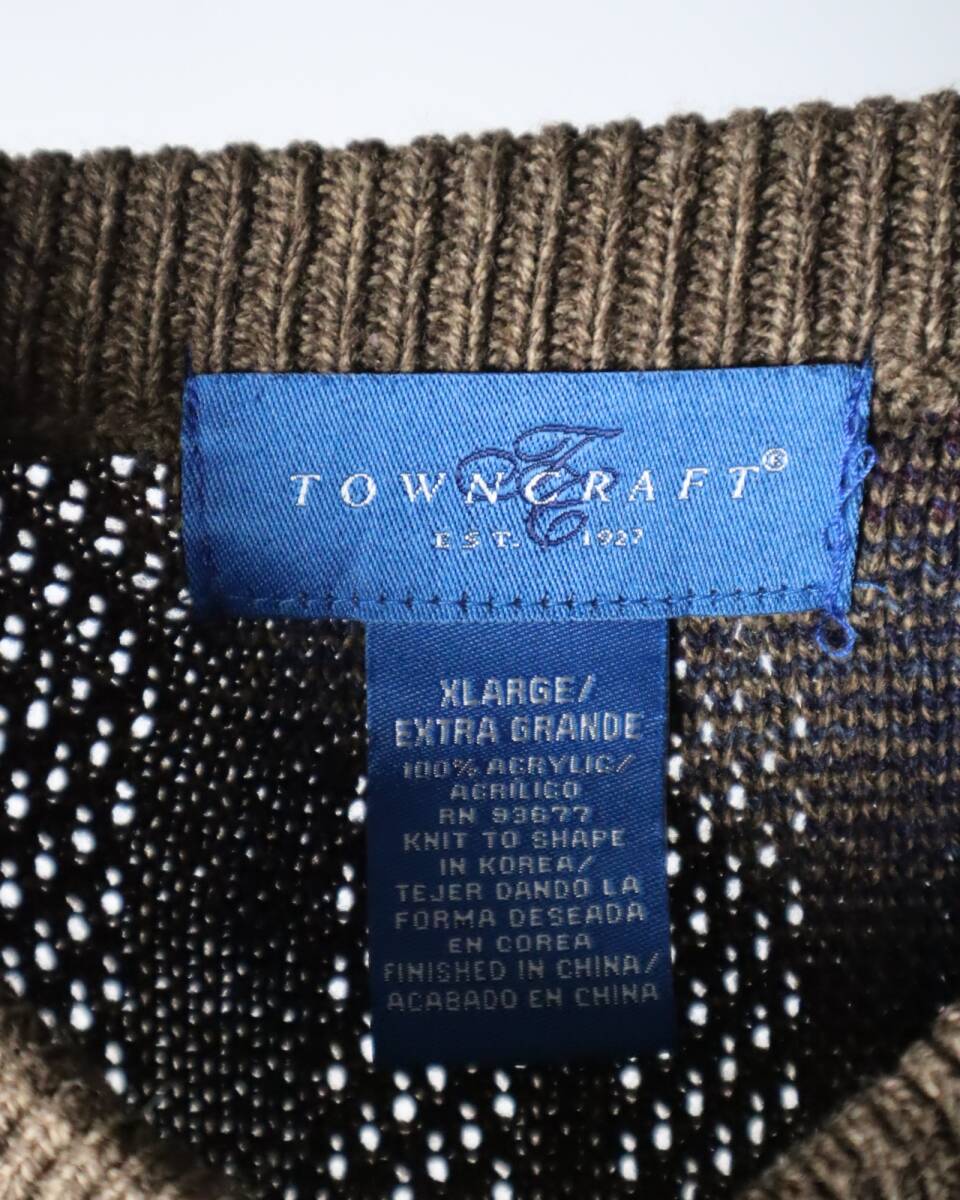 TOWNCRAFT®
TC
EST. 1927
XLARGE/
EXTRA GRANDE
100% ACRYLIC/
ACRILICO
RN 93677
KNIT TO SHAPE
IN KOREA/
TEJER DANDO LA
FORMA DESEADA
EN COREA
FINISHED IN CHINA/
ACABADO EN CHINA